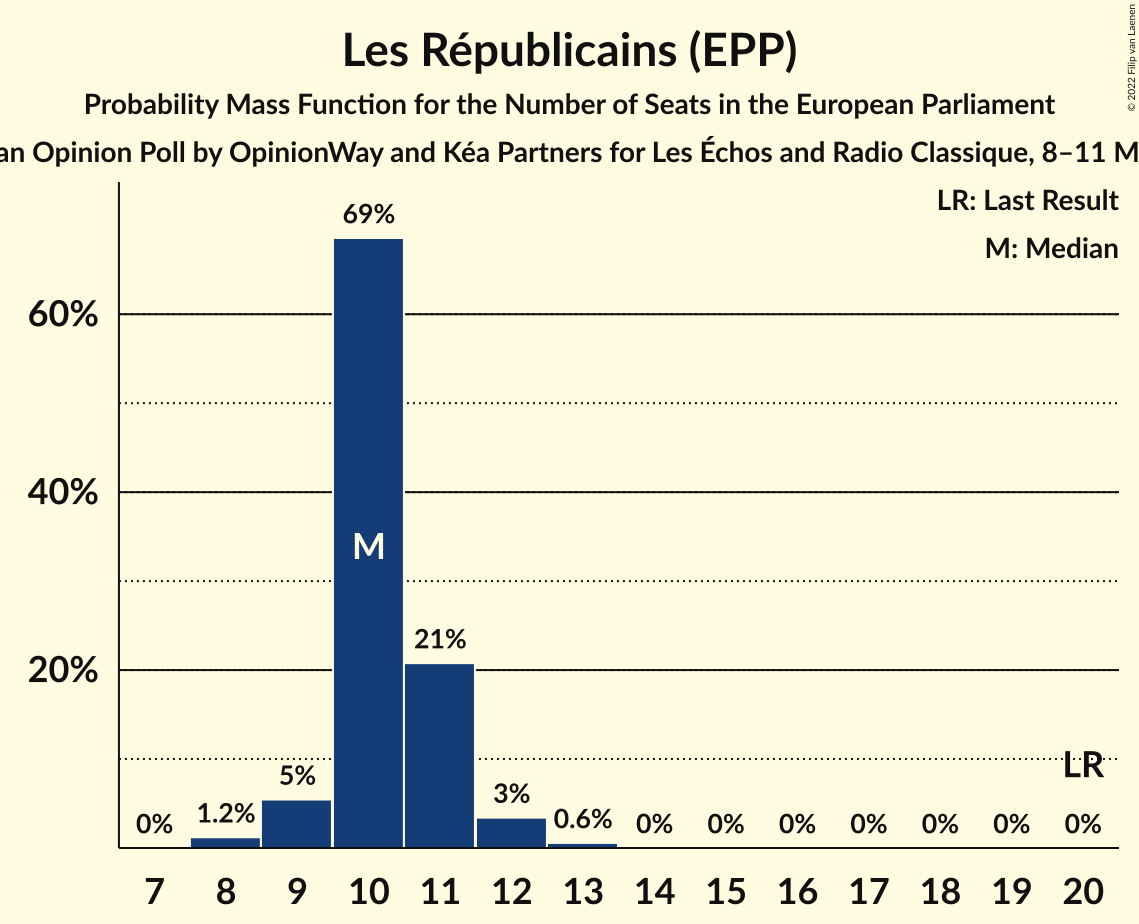 Les Républicains (EPP)
Probability Mass Function for the Number of Seats in the European Parliament
an Opinion Poll by OpinionWay and Kéa Partners for Les Échos and Radio Classique, 8–11 M
© 2022 Filip van Laenen
LR: Last Result
M: Median
60%
40%
20%
69%
M
21%
5%
3%
1.2%
0.6%
LR
0% 0% 0% 0% 0% 0% 0% 0%
7 8 9 10 11 12 13 14 15 16 17 18 19 20